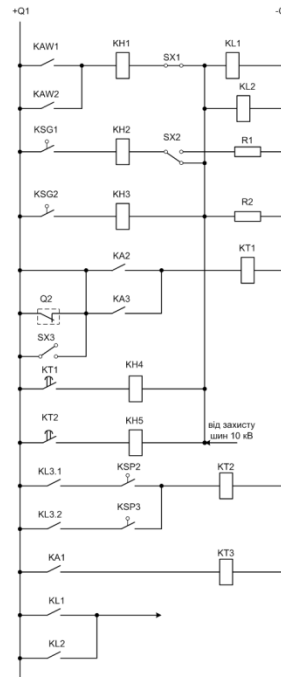 +Q1
KAW1 KH1 SX1 KL1
KAW2 KL2
KSG1 KH2 SX2 R1
KSG2 KH3 R2
KA2 KT1
Q2 KA3
SX3
KT1 KH4
KT2 KH5
від захисту
шин 10 кВ
KL3.1 KSP2 KT2
KL3.2 KSP3
KA1 KT3
KL1
KL2